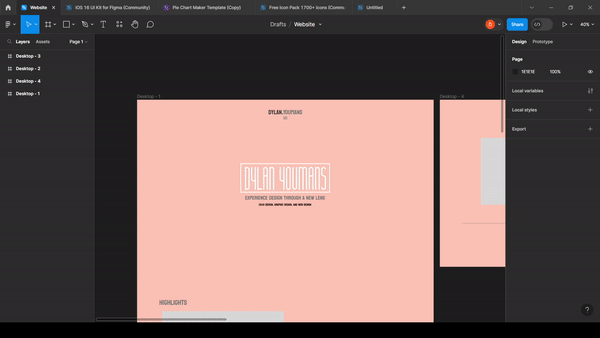 Website
iOS 16 UI Kit for Figma (Community)
Pie Chart Maker Template (Copy)
Free Icon Pack 1700+ icons (Comm
Untitled
Drafts / Website
D
Share
40%
Layers Assets Page 1
Desktop - 3
Desktop - 2
Desktop - 4
Desktop - 1
Design Prototype
Page
1E1E1E 100%
Local variables
Local styles
Export
Desktop - 1
Desktop - 4
DYLAN.YOUMANS
DYLAN YOUMANS
EXPERIENCE DESIGN THROUGH A NEW LENS
HIGHLIGHTS
?